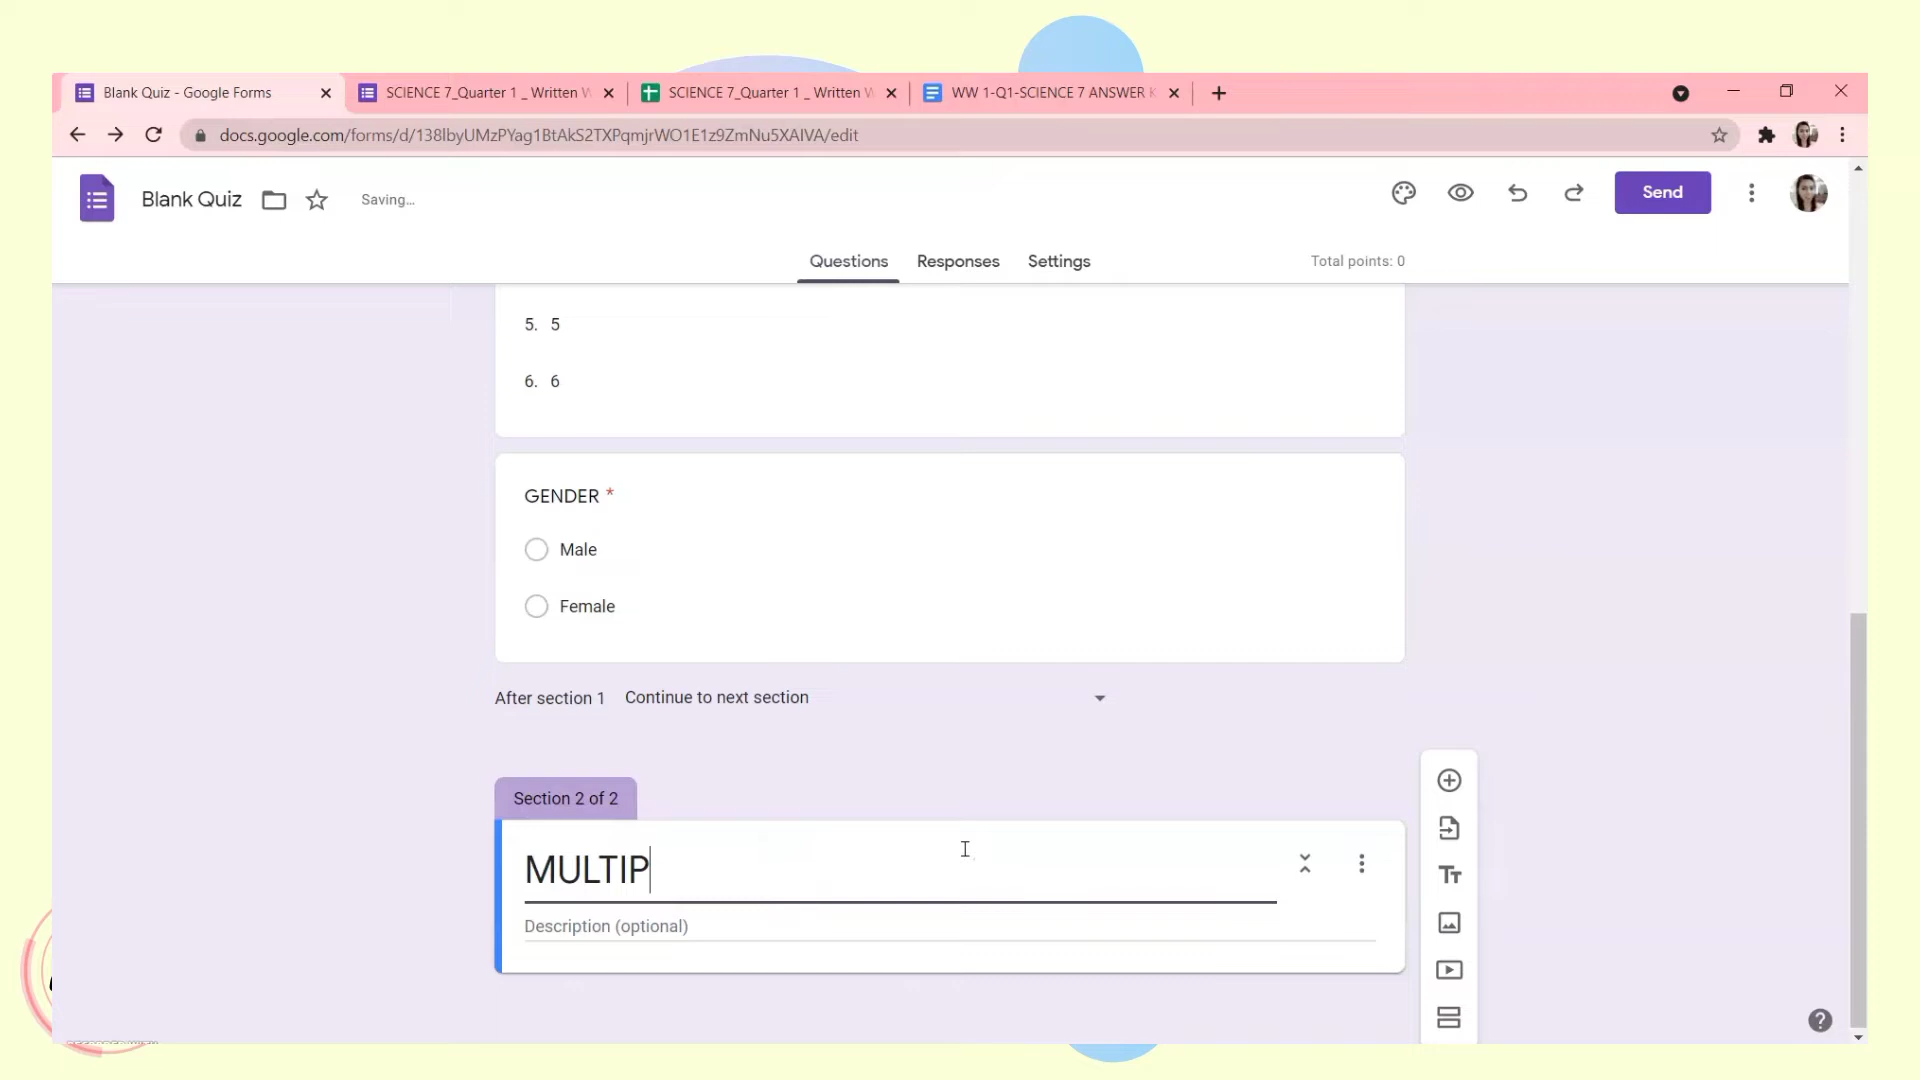 Blank Quiz - Google Forms
SCIENCE 7_Quarter 1 _ Written W
SCIENCE 7_Quarter 1 _ Written W
WW 1-Q1-SCIENCE 7 ANSWER K
docs.google.com/forms/d/138lbyUMzPYag1BtAkS2TXPqmjrWO1E1z9ZmNu5XAIVA/edit
Blank Quiz
Saving...
Send
Questions
Responses
Settings
Total points: 0
5. 5
6. 6
GENDER *
Male
Female
After section 1 Continue to next section
Section 2 of 2
MULTIP
Description (optional)
Tт